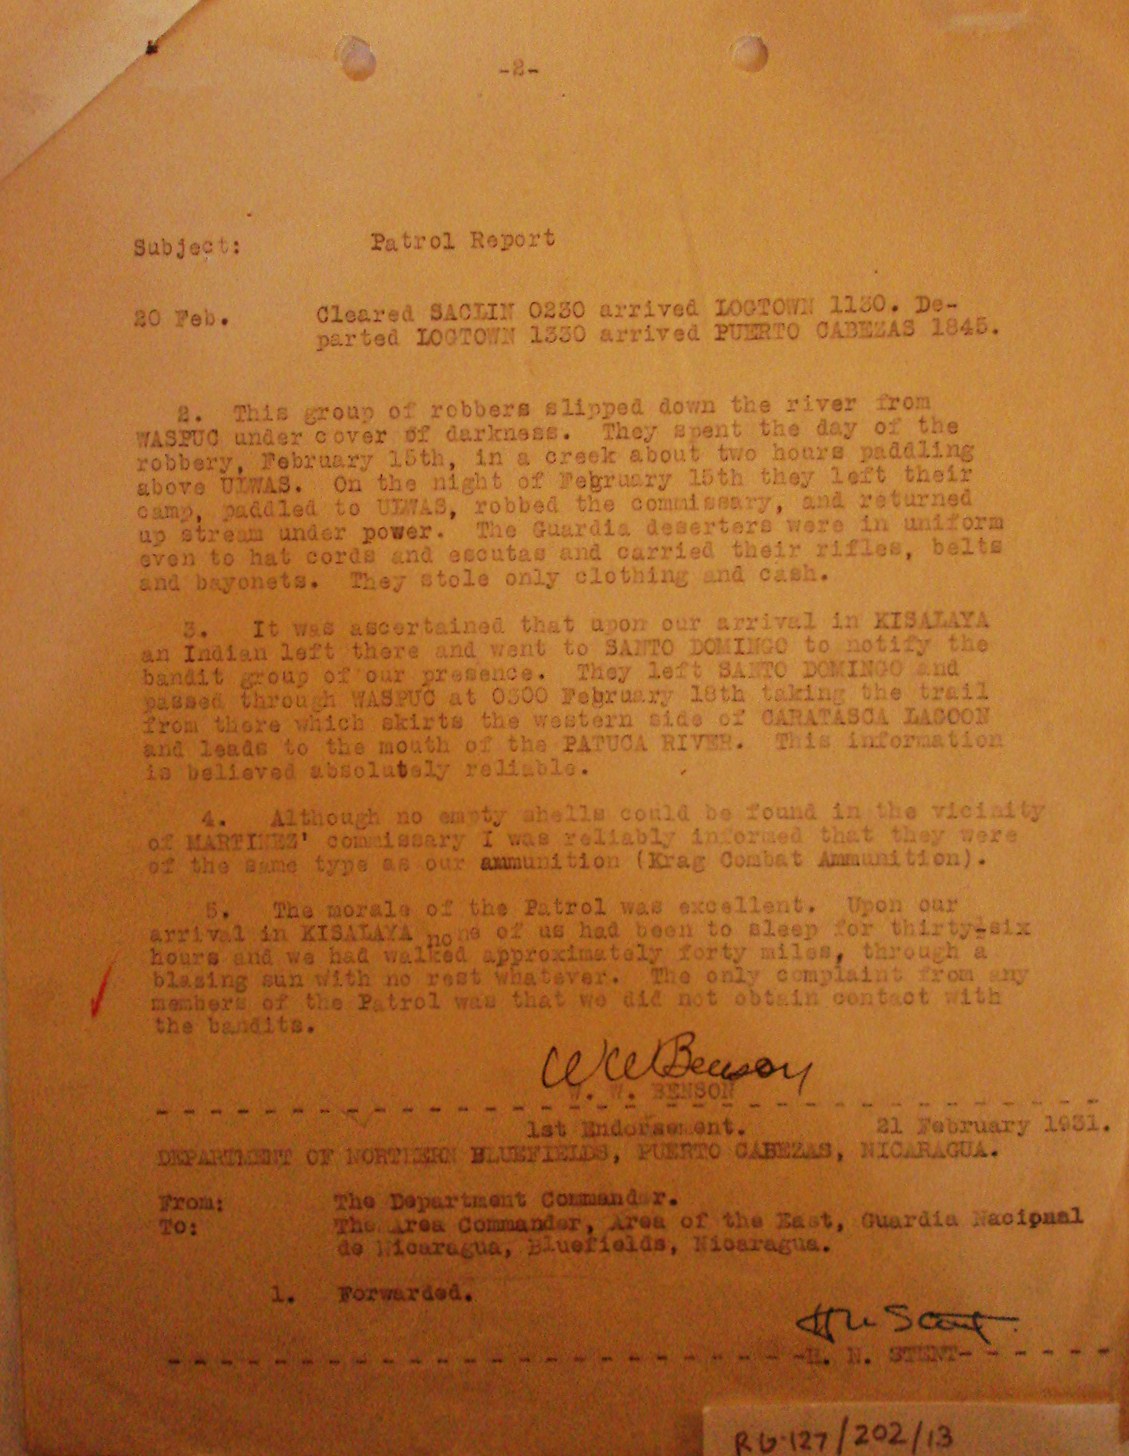 -2-
Subject: Patrol Report
20 Feb. Cleared SACLIN 0230 arrived LOGTOWN 1130. De-
parted LOGTOWN 1330 arrived PUERTO CABEZAS 1845.
2. This group of robbers slipped down the river from
WASPUC under cover of darkness. They spent the day of the
robbery, February 15th, in a creek about two hours paddling
above ULWAS. On the night of February 15th they left their
camp, paddled to ULWAS, robbed the commissary, and returned
up stream under power. The Guardia deserters were in uniform
even to hat cords and escutas and carried their rifles, belts
and bayonets. They stole only clothing and cash.
3. It was ascertained that upon our arrival in KISALAYA
an Indian left there and went to SANTO DOMINGO to notify the
bandit group of our presence. They left SANTO DOMINGO and
passed through WASPUC at 0300 February 18th taking the trail
from there which skirts the western side of CARATASCA LAGOON
and leads to the mouth of the PATUCA RIVER. This information
is believed absolutely reliable.
4. Although no empty shells could be found in the vicinity
of MARTINEZ' commissary I was reliably informed that they were
of the same type as our ammunition (Krag Combat Ammunition).
5. The morale of the Patrol was excellent. Upon our
arrival in KISALAYA none of us had been to sleep for thirty-six
hours and we had walked approximately forty miles, through a
blasing sun with no rest whatever. The only complaint from any
members of the Patrol was that we did not obtain contact with
the bandits.
W W Benson
W. W. BENSON
1st Endorsement. 21 February 1931.
DEPARTMENT OF NORTHERN BLUEFIELDS, PUERTO CABEZAS, NICARAGUA.
From: The Department Commander.
To: The Area Commander, Area of the East, Guardia Nacional
de Nicaragua, Bluefields, Nicaragua.
1. Forwarded.
H N Stent
H. N. STENT
RG 127/202/13